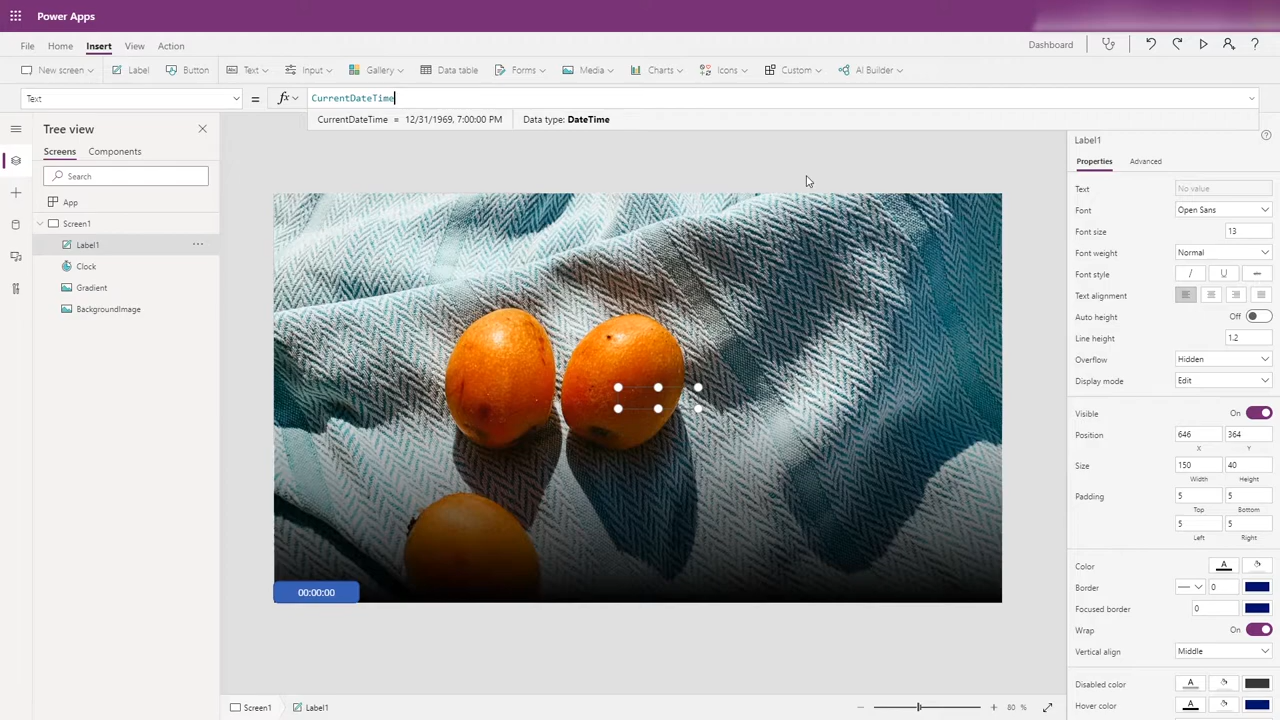 Power Apps
File Home Insert View Action Dashboard
New screen Label Button Text Input Gallery Data table Forms Media Charts Icons Custom AI Builder
Text = fx CurrentDateTime
CurrentDateTime = 12/31/1969, 7:00:00 PM Data type: DateTime
Tree view
Screens Components
Search
App
Screen1
Label1 ...
Clock
Gradient
BackgroundImage
00:00:00
Label1
Properties Advanced
Text No value
Font Open Sans
Font size 13
Font weight Normal
Font style / U abc
Text alignment
Auto height Off
Line height 1.2
Overflow Hidden
Display mode Edit
Visible On
Position 646 364
X Y
Size 150 40
Width Height
Padding 5 5
Top Bottom
5 5
Left Right
Color A
Border 0
Focused border 0
Wrap On
Vertical align Middle
Disabled color A
Hover color A
Screen1 Label1 80 %